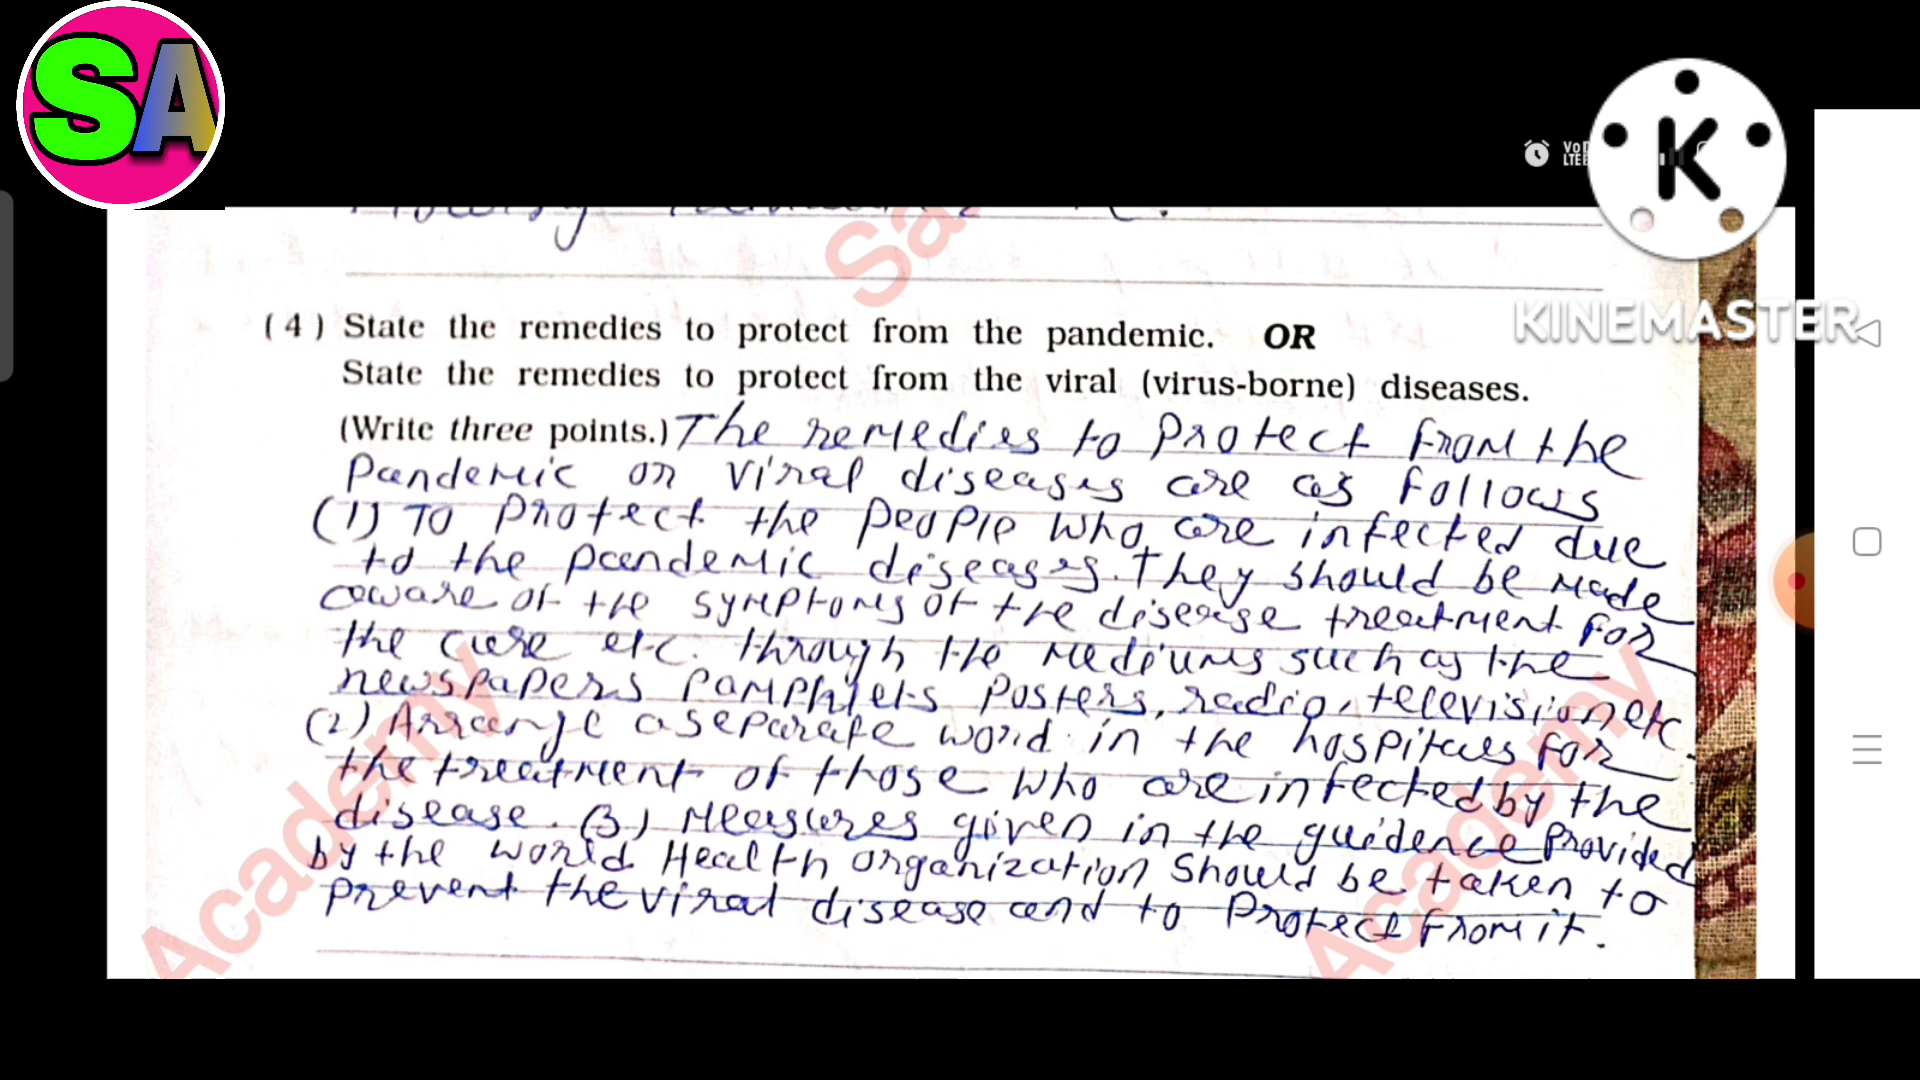 SA
VoD
LTE
K
KINEMASTER
Sa
(4) State the remedies to protect from the pandemic. OR
State the remedies to protect from the viral (virus-borne) diseases.
(Write three points.) The remedies to Protect from the
Pandemic or viral diseases are as follows
(1) To Protect the People who are infected due
to the pandemic diseases. They should be made
aware of the symptoms of the disease treatment for
the cure etc. through the mediums such as the
newspapers Pamphlets Posters, radio, television etc
(2) Arrange a separate word in the hospitals for
the treatment of those who are infected by the
disease. (3) Measures given in the guidence Provided
by the world Health organization should be taken to
Prevent the viral disease and to Protect from it.
Academy
Academy